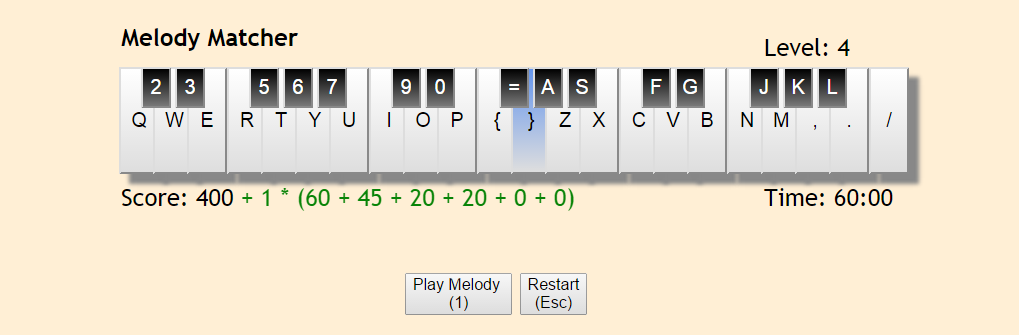 Melody Matcher
Level: 4
2 3 5 6 7 9 0 = A S F G J K L
Q W E R T Y U I O P { } Z X C V B N M , . /
Score: 400 + 1 * (60 + 45 + 20 + 20 + 0 + 0)
Time: 60:00
Play Melody
(1)
Restart
(Esc)